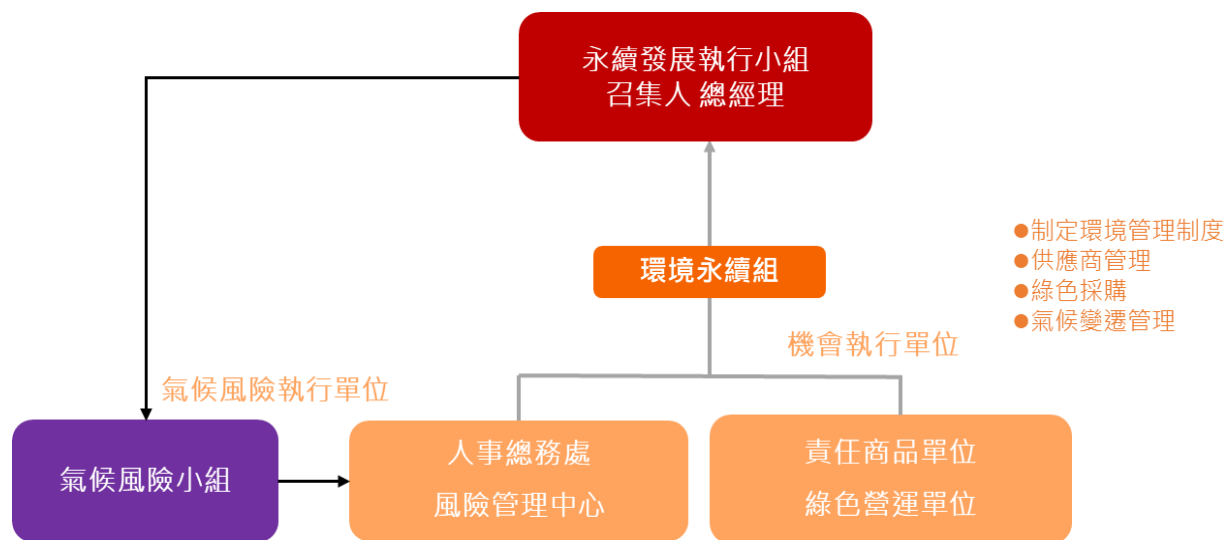 永續發展執行小組
召集人 總經理
環境永續組
●制定環境管理制度
●供應商管理
●綠色採購
●氣候變遷管理
機會執行單位
氣候風險執行單位
氣候風險小組
人事總務處
風險管理中心
責任商品單位
綠色營運單位